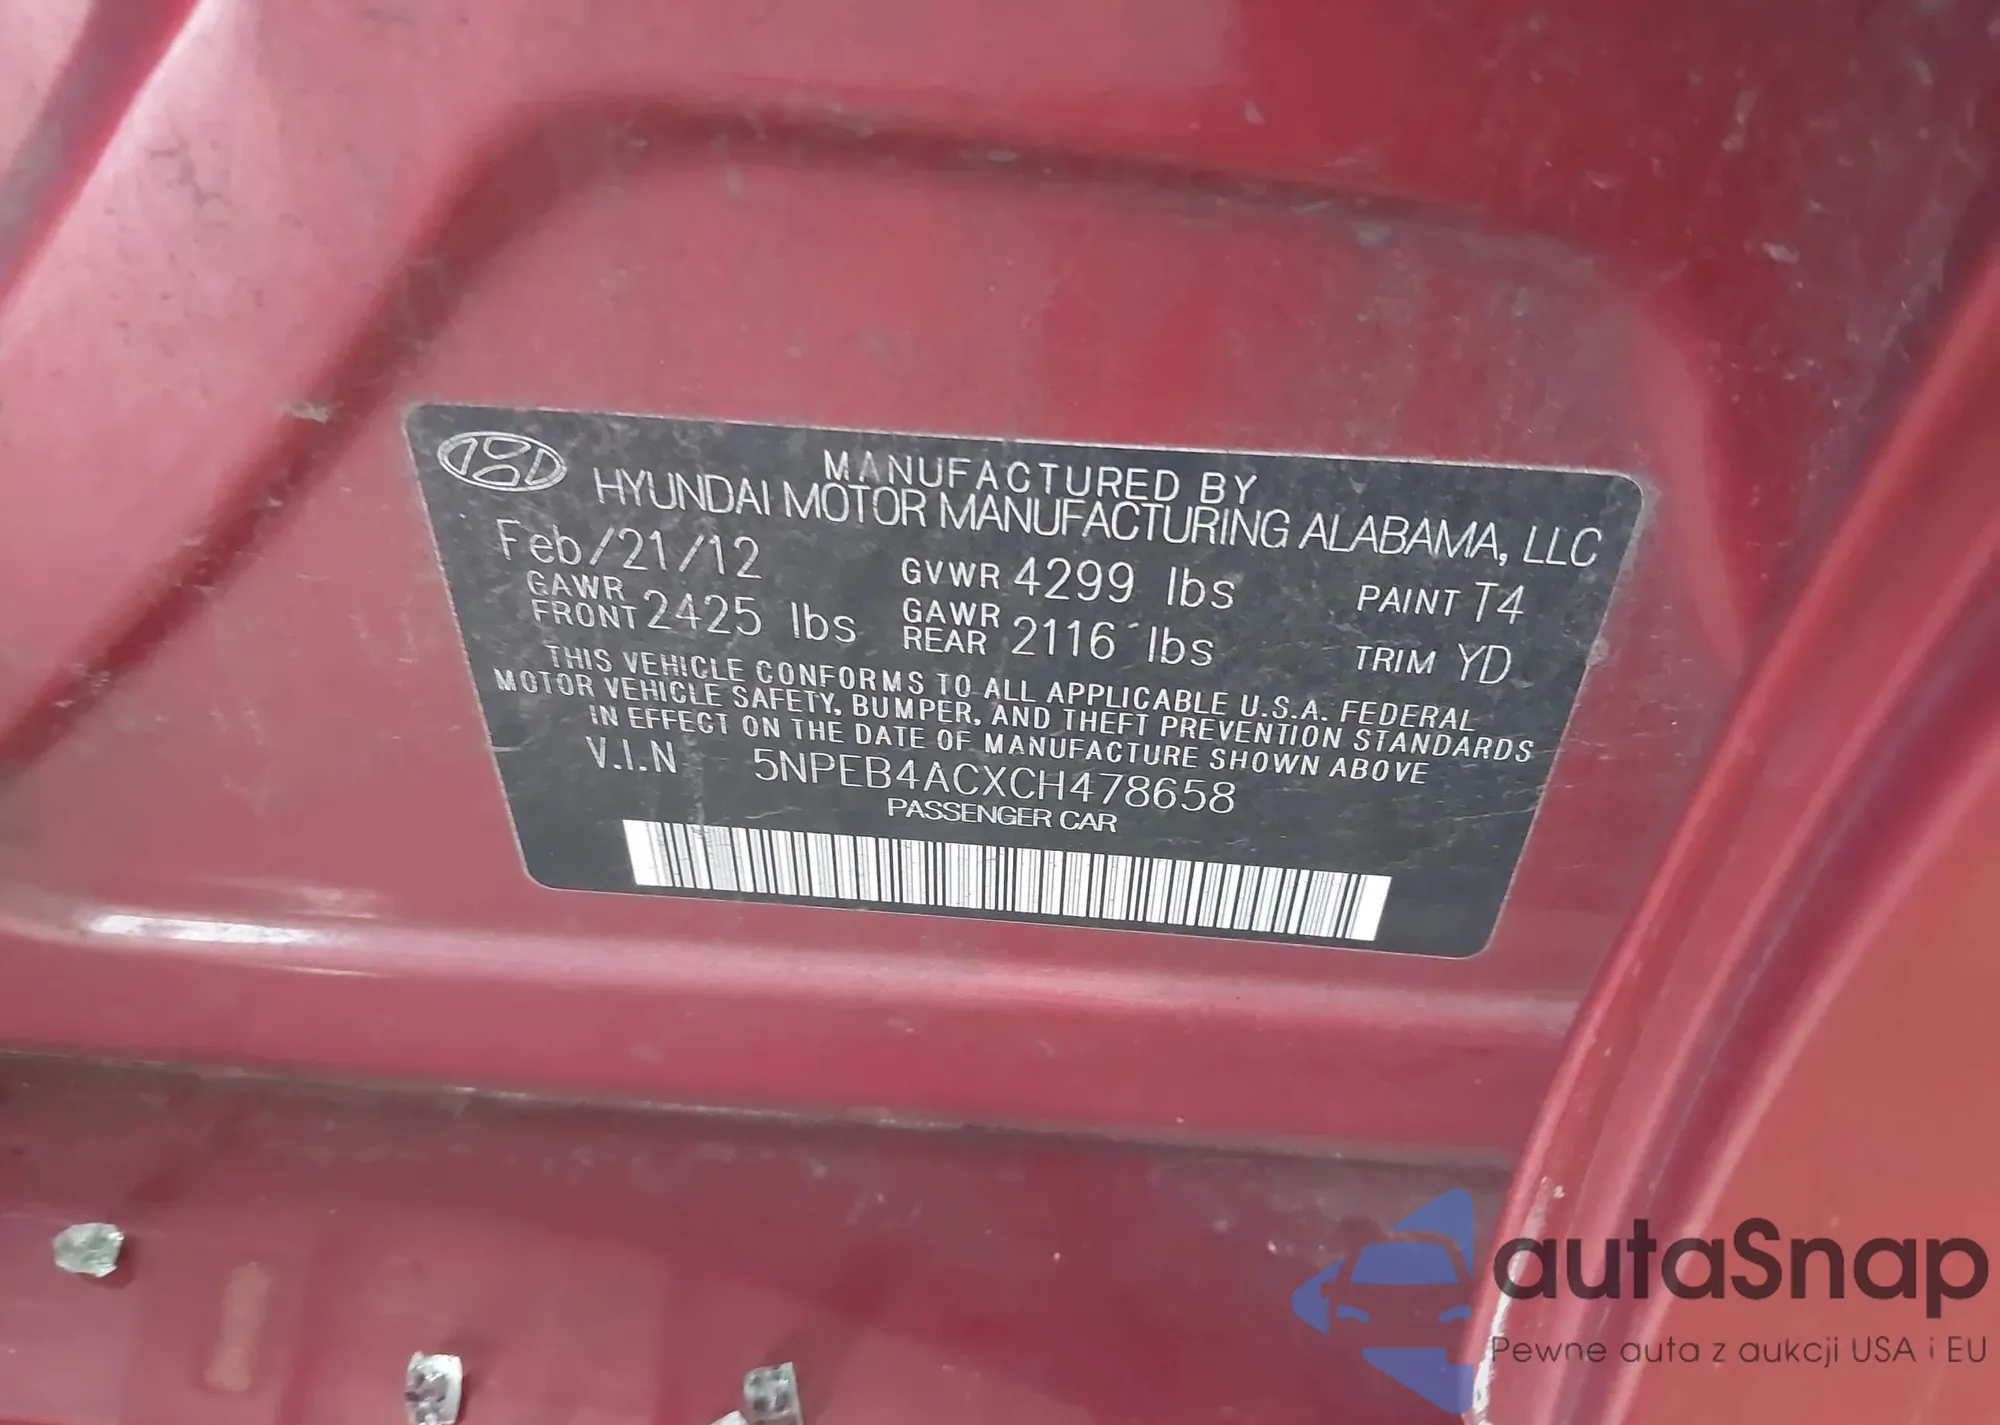 MANUFACTURED BY
HYUNDAI MOTOR MANUFACTURING ALABAMA, LLC
Feb/21/12 GVWR 4299 lbs PAINT T4
GAWR FRONT 2425 lbs GAWR REAR 2116 lbs TRIM YD
THIS VEHICLE CONFORMS TO ALL APPLICABLE U.S.A. FEDERAL
MOTOR VEHICLE SAFETY, BUMPER, AND THEFT PREVENTION STANDARDS
IN EFFECT ON THE DATE OF MANUFACTURE SHOWN ABOVE
V.I.N 5NPEB4ACXCH478658
PASSENGER CAR
autaSnap
Pewne auta z aukcji USA i EU